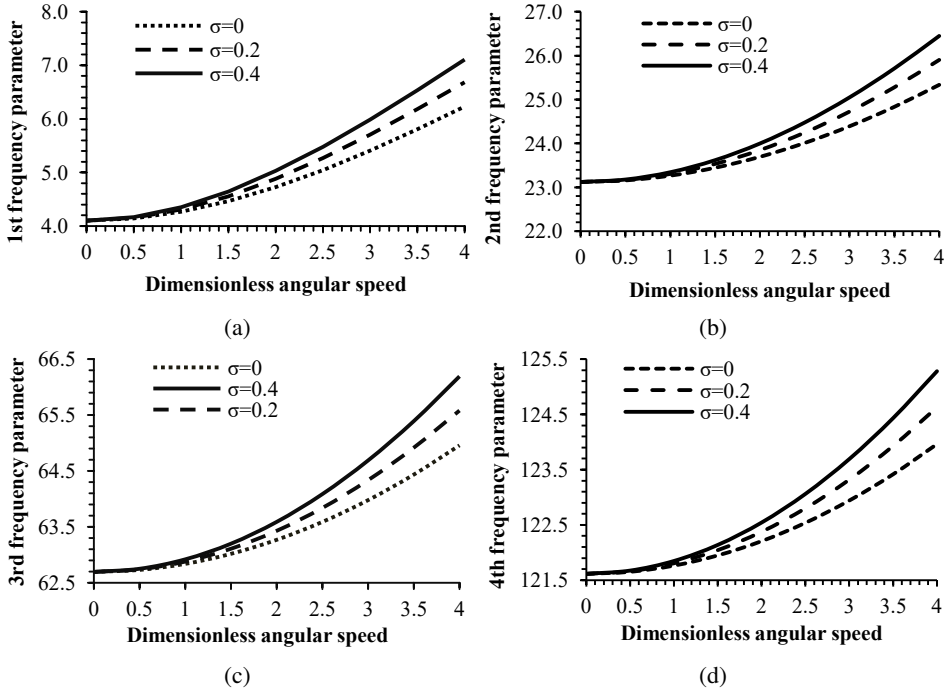 8.0
7.0
6.0
5.0
4.0
1st frequency parameter
σ=0
σ=0.2
σ=0.4
0 0.5 1 1.5 2 2.5 3 3.5 4
Dimensionless angular speed
(a)
27.0
26.0
25.0
24.0
23.0
22.0
2nd frequency parameter
σ=0
σ=0.2
σ=0.4
0 0.5 1 1.5 2 2.5 3 3.5 4
Dimensionless angular speed
(b)
66.5
65.5
64.5
63.5
62.5
3rd frequency parameter
σ=0
σ=0.4
σ=0.2
0 0.5 1 1.5 2 2.5 3 3.5 4
Dimensionless angular speed
(c)
125.5
124.5
123.5
122.5
121.5
4th frequency parameter
σ=0
σ=0.2
σ=0.4
0 0.5 1 1.5 2 2.5 3 3.5 4
Dimensionless angular speed
(d)